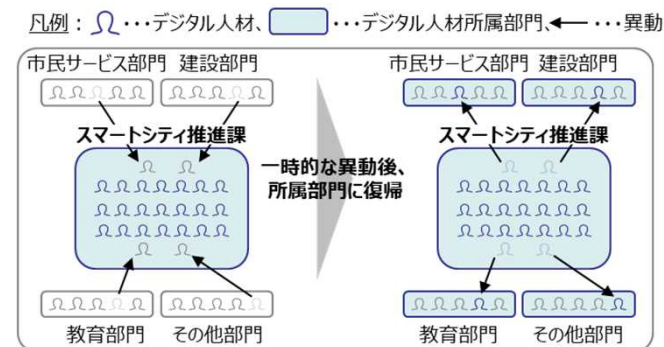 凡例：・・・デジタル人材、・・・デジタル人材所属部門、・・・異動
市民サービス部門 建設部門
スマートシティ推進課
教育部門 その他部門
一時的な異動後、
所属部門に復帰
市民サービス部門 建設部門
スマートシティ推進課
教育部門 その他部門